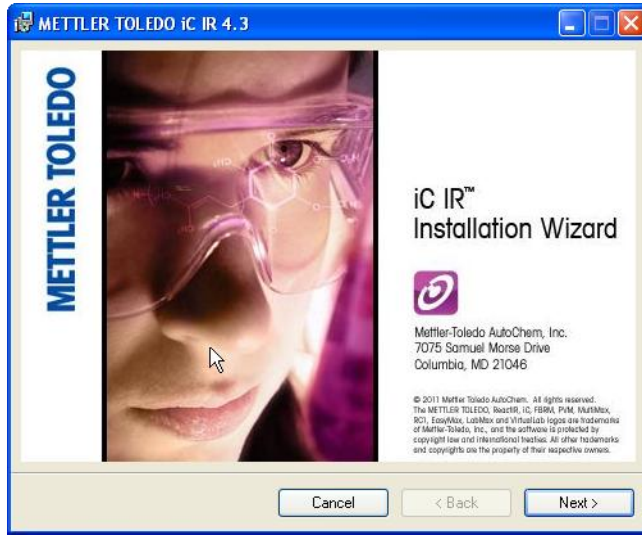 METTLER TOLEDO iC IR 4.3
METTLER TOLEDO
iC IR™
Installation Wizard
Mettler-Toledo AutoChem, Inc.
7075 Samuel Morse Drive
Columbia, MD 21046
© 2011 Mettler Toledo AutoChem. All rights reserved.
The METTLER TOLEDO, ReactIR, iC, FBRM, PVM, MultiMax,
RC1, EasyMax, LabMax and VirtualLab logos are trademarks
of Mettler-Toledo, Inc., and the software is protected by
copyright law and international treaties. All other trademarks
and copyrights are the property of their respective owners.
Cancel
< Back
Next >